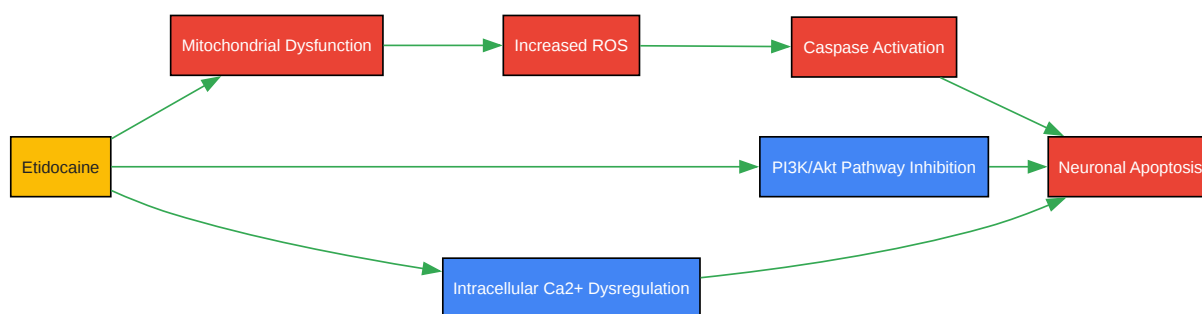 Mitochondrial Dysfunction
Increased ROS
Caspase Activation
Etidocaine
PI3K/Akt Pathway Inhibition
Neuronal Apoptosis
Intracellular Ca2+ Dysregulation